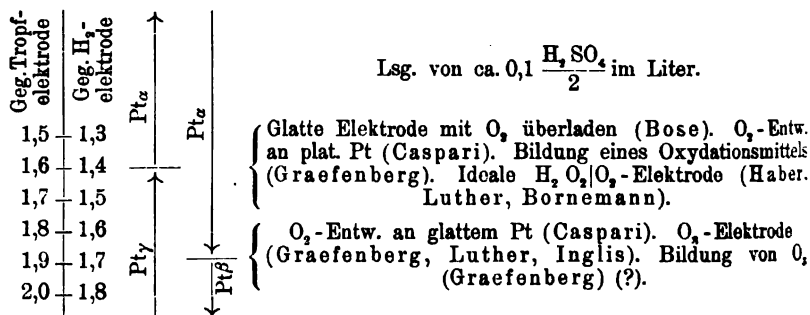 Geg. Tropf-
elektrode
Geg. H₂-
elektrode
Ptα
Ptα
Lsg. von ca. 0,1 H₂SO₄/2 im Liter.
1,5 1,3
1,6 1,4
1,7 1,5
1,8 1,6
1,9 1,7
2,0 1,8
Ptγ
Ptβ
Glatte Elektrode mit O₂ überladen (Bose). O₂-Entw.
an plat. Pt (Caspari). Bildung eines Oxydationsmittels
(Graefenberg). Ideale H₂O₂|O₂-Elektrode (Haber.
Luther, Bornemann).
O₂-Entw. an glattem Pt (Caspari). O₃-Elektrode
(Graefenberg, Luther, Inglis). Bildung von O₃
(Graefenberg) (?).